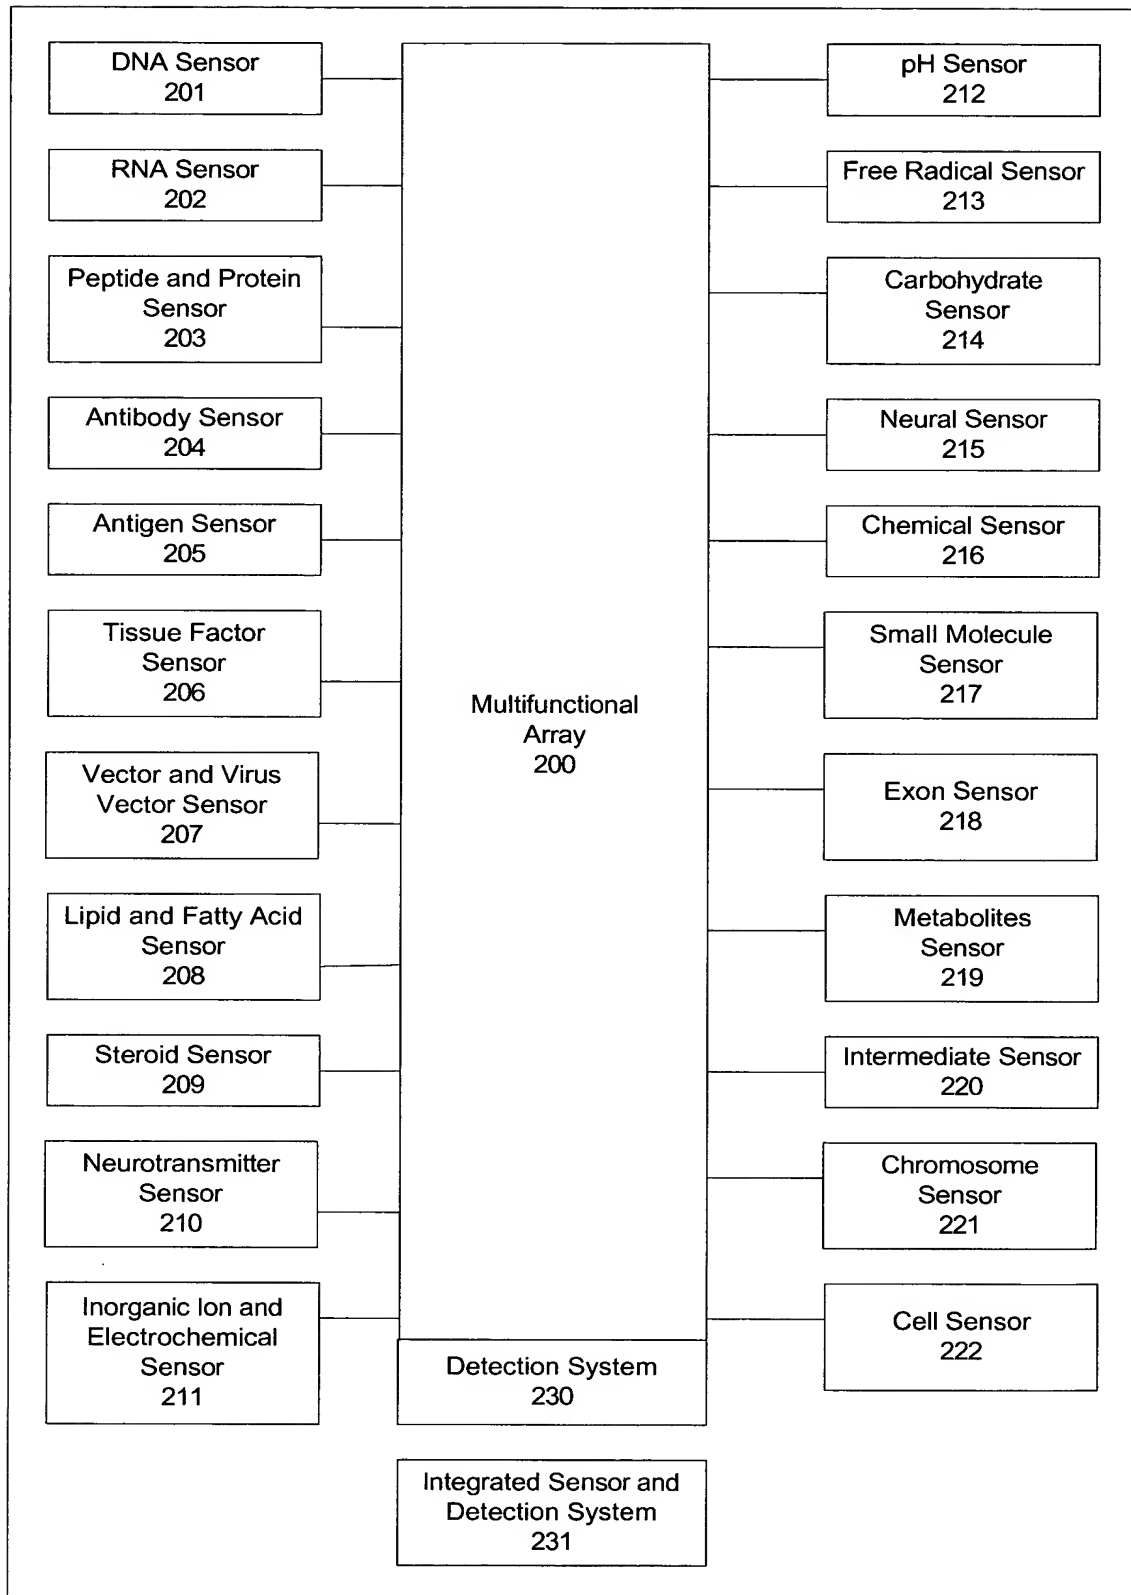 DNA Sensor
201
RNA Sensor
202
Peptide and Protein
Sensor
203
Antibody Sensor
204
Antigen Sensor
205
Tissue Factor
Sensor
206
Vector and Virus
Vector Sensor
207
Lipid and Fatty Acid
Sensor
208
Steroid Sensor
209
Neurotransmitter
Sensor
210
Inorganic Ion and
Electrochemical
Sensor
211
Multifunctional
Array
200
Detection System
230
Integrated Sensor and
Detection System
231
pH Sensor
212
Free Radical Sensor
213
Carbohydrate
Sensor
214
Neural Sensor
215
Chemical Sensor
216
Small Molecule
Sensor
217
Exon Sensor
218
Metabolites
Sensor
219
Intermediate Sensor
220
Chromosome
Sensor
221
Cell Sensor
222